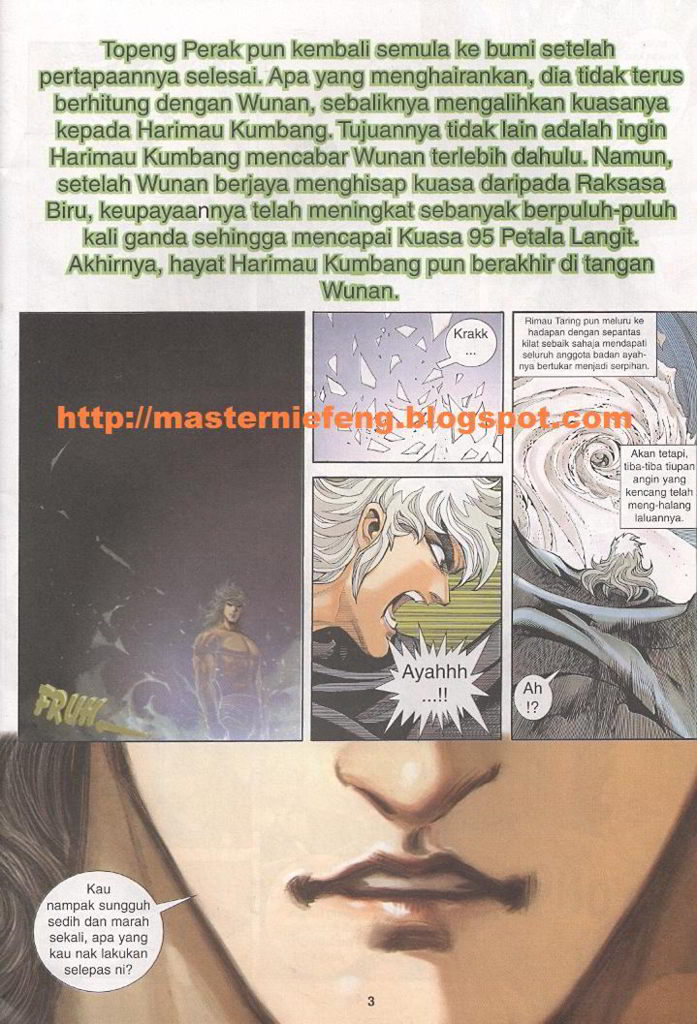 Topeng Perak pun kembali semula ke bumi setelah
pertapaannya selesai. Apa yang menghairankan, dia tidak terus
berhitung dengan Wunan, sebaliknya mengalihkan kuasanya
kepada Harimau Kumbang. Tujuannya tidak lain adalah ingin
Harimau Kumbang mencabar Wunan terlebih dahulu. Namun,
setelah Wunan berjaya menghisap kuasa daripada Raksasa
Biru, keupayaannya telah meningkat sebanyak berpuluh-puluh
kali ganda sehingga mencapai Kuasa 95 Petala Langit.
Akhirnya, hayat Harimau Kumbang pun berakhir di tangan
Wunan.
http://masterniefeng.blogspot.com
FRUH...
Krakk
...
Ayahhh
...!!
Rimau Taring pun meluru ke
hadapan dengan sepantas
kilat sebaik sahaja mendapati
seluruh anggota badan ayah-
nya bertukar menjadi serpihan.
Akan tetapi,
tiba-tiba tiupan
angin yang
kencang telah
meng-halang
laluannya.
Ah
!?
Kau
nampak sungguh
sedih dan marah
sekali, apa yang
kau nak lakukan
selepas ni?
3